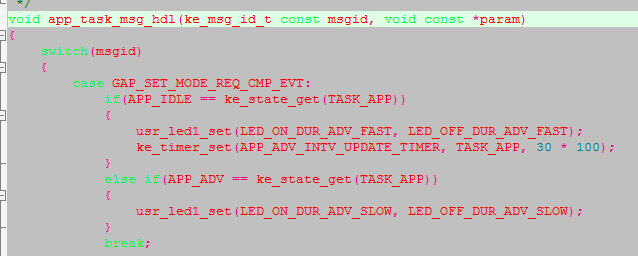 */
void app_task_msg_hdl(ke_msg_id_t const msgid, void const *param)
{
    switch(msgid)
    {
        case GAP_SET_MODE_REQ_CMP_EVT:
            if(APP_IDLE == ke_state_get(TASK_APP))
            {
                usr_led1_set(LED_ON_DUR_ADV_FAST, LED_OFF_DUR_ADV_FAST);
                ke_timer_set(APP_ADV_INTV_UPDATE_TIMER, TASK_APP, 30 * 100);
            }
            else if(APP_ADV == ke_state_get(TASK_APP))
            {
                usr_led1_set(LED_ON_DUR_ADV_SLOW, LED_OFF_DUR_ADV_SLOW);
            }
            break;